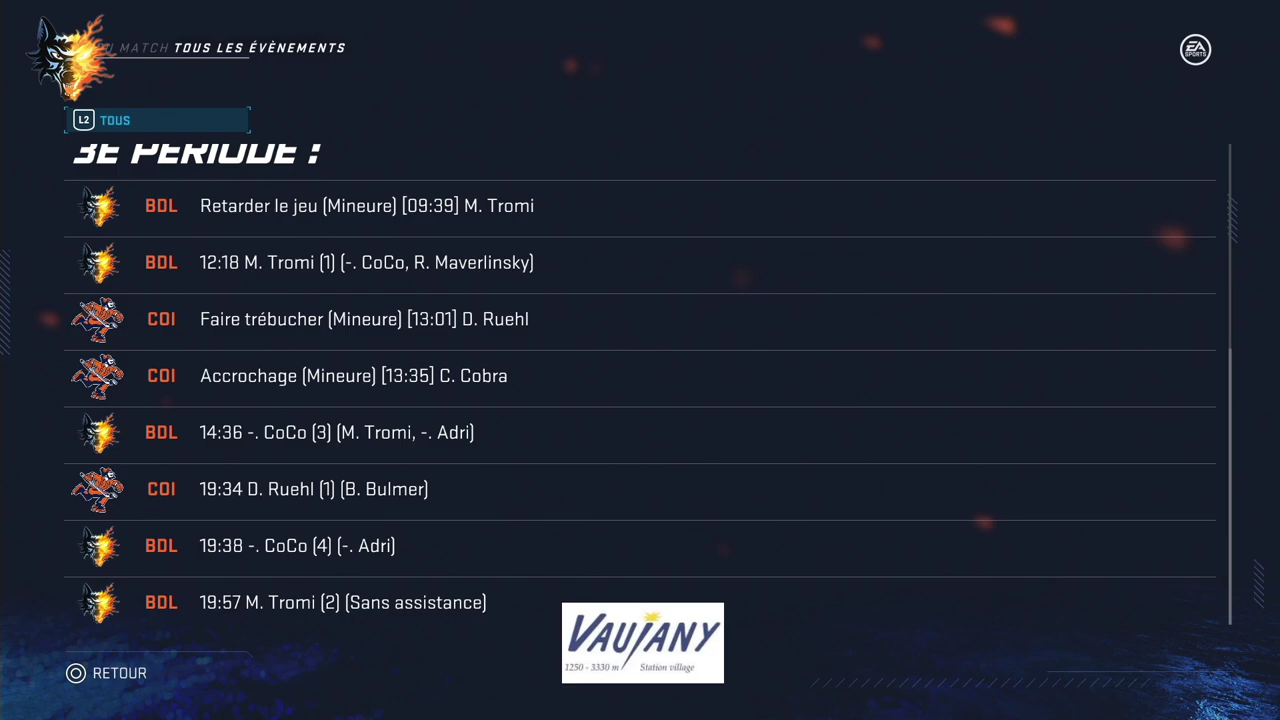 MATCH TOUS LES ÉVÈNEMENTS
EA
SPORTS
L2 TOUS
3E PÉRIODE :
BDL Retarder le jeu (Mineure) [09:39] M. Tromi
BDL 12:18 M. Tromi (1) (-. CoCo, R. Maverlinsky)
COI Faire trébucher (Mineure) [13:01] D. Ruehl
COI Accrochage (Mineure) [13:35] C. Cobra
BDL 14:36 -. CoCo (3) (M. Tromi, -. Adri)
COI 19:34 D. Ruehl (1) (B. Bulmer)
BDL 19:38 -. CoCo (4) (-. Adri)
BDL 19:57 M. Tromi (2) (Sans assistance)
VAUJANY
1250 - 3330 m Station village
RETOUR